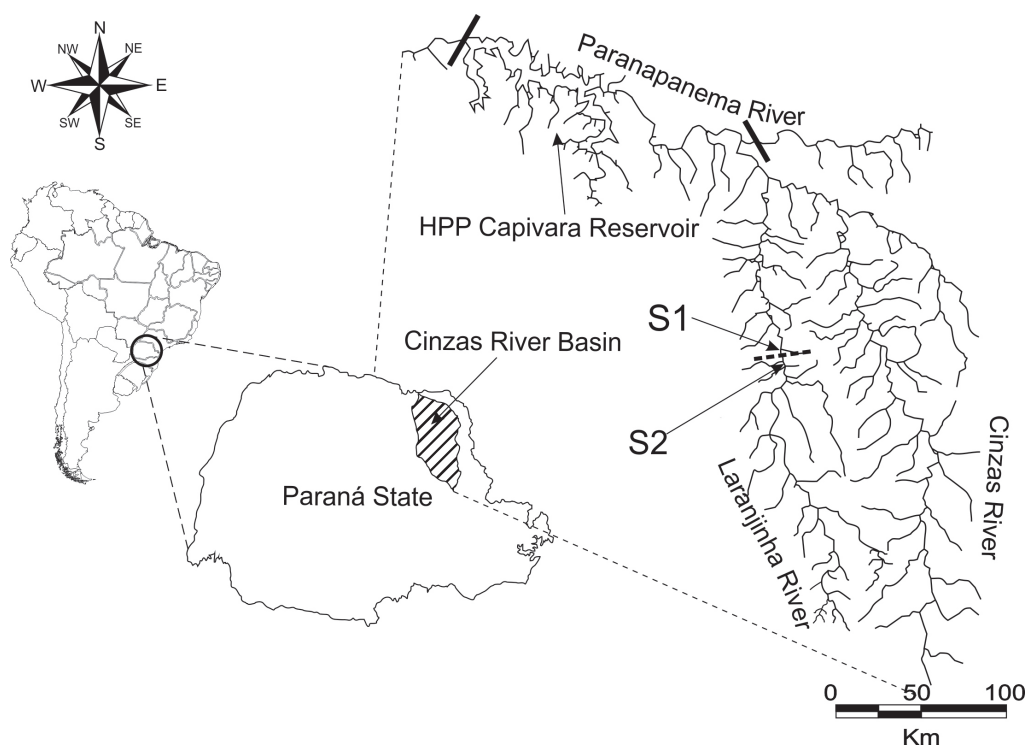 N
NW
NE
W
E
SW
SE
S
Paranapanema River
HPP Capivara Reservoir
S1
Cinzas River Basin
S2
Paraná State
Laranjinha River
Cinzas River
0 50 100
Km